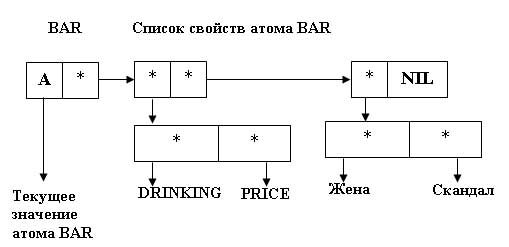 BAR
Список свойств атома BAR
A * * * * NIL
* * * *
DRINKING PRICE Жена Скандал
Текущее
значение
атома BAR